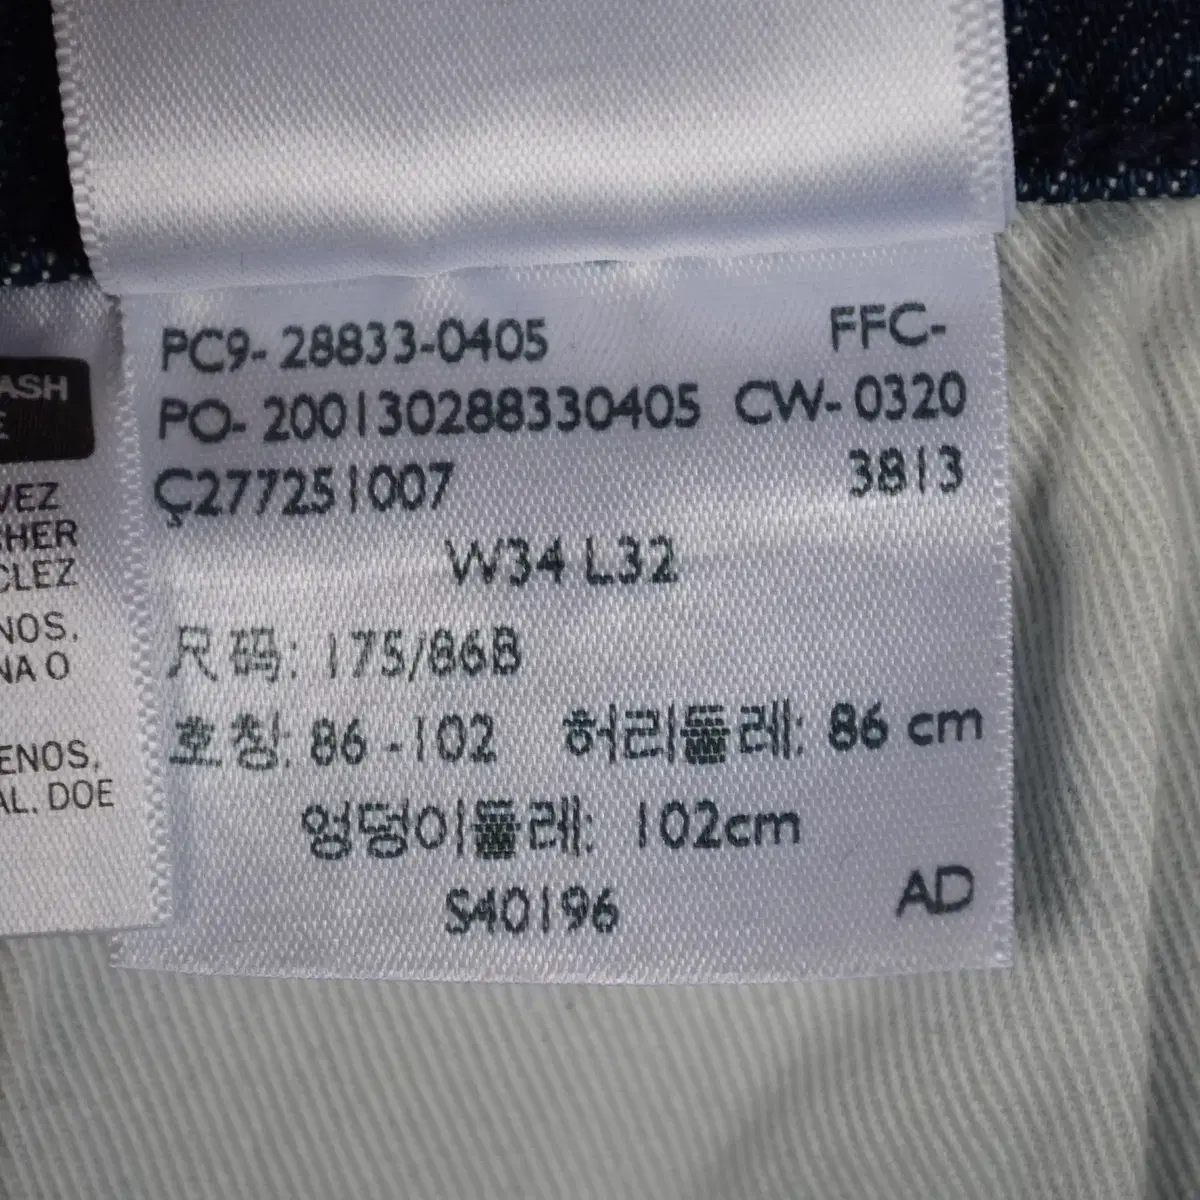 PC9- 28833-0405 FFC-
PO- 200130288330405 CW- 0320
Ç277251007 3813
W34 L32
尺码: 175/86B
호칭: 86 -102 허리둘레: 86 cm
엉덩이둘레: 102cm
S40196
AD
ASH
E
VEZ
CHER
CLEZ
NOS,
NA O
ENOS,
AL. DOE